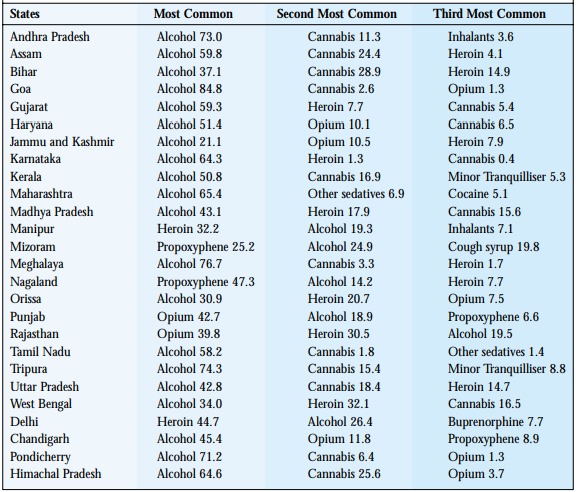 States Most Common Second Most Common Third Most Common
Andhra Pradesh Alcohol 73.0 Cannabis 11.3 Inhalants 3.6
Assam Alcohol 59.8 Cannabis 24.4 Heroin 4.1
Bihar Alcohol 37.1 Cannabis 28.9 Heroin 14.9
Goa Alcohol 84.8 Cannabis 2.6 Opium 1.3
Gujarat Alcohol 59.3 Heroin 7.7 Cannabis 5.4
Haryana Alcohol 51.4 Opium 10.1 Cannabis 6.5
Jammu and Kashmir Alcohol 21.1 Opium 10.5 Heroin 7.9
Karnataka Alcohol 64.3 Heroin 1.3 Cannabis 0.4
Kerala Alcohol 50.8 Cannabis 16.9 Minor Tranquilliser 5.3
Maharashtra Alcohol 65.4 Other sedatives 6.9 Cocaine 5.1
Madhya Pradesh Alcohol 43.1 Heroin 17.9 Cannabis 15.6
Manipur Heroin 32.2 Alcohol 19.3 Inhalants 7.1
Mizoram Propoxyphene 25.2 Alcohol 24.9 Cough syrup 19.8
Meghalaya Alcohol 76.7 Cannabis 3.3 Heroin 1.7
Nagaland Propoxyphene 47.3 Alcohol 14.2 Heroin 7.7
Orissa Alcohol 30.9 Heroin 20.7 Opium 7.5
Punjab Opium 42.7 Alcohol 18.9 Propoxyphene 6.6
Rajasthan Opium 39.8 Heroin 30.5 Alcohol 19.5
Tamil Nadu Alcohol 58.2 Cannabis 1.8 Other sedatives 1.4
Tripura Alcohol 74.3 Cannabis 15.4 Minor Tranquilliser 8.8
Uttar Pradesh Alcohol 42.8 Cannabis 18.4 Heroin 14.7
West Bengal Alcohol 34.0 Heroin 32.1 Cannabis 16.5
Delhi Heroin 44.7 Alcohol 26.4 Buprenorphine 7.7
Chandigarh Alcohol 45.4 Opium 11.8 Propoxyphene 8.9
Pondicherry Alcohol 71.2 Cannabis 6.4 Opium 1.3
Himachal Pradesh Alcohol 64.6 Cannabis 25.6 Opium 3.7